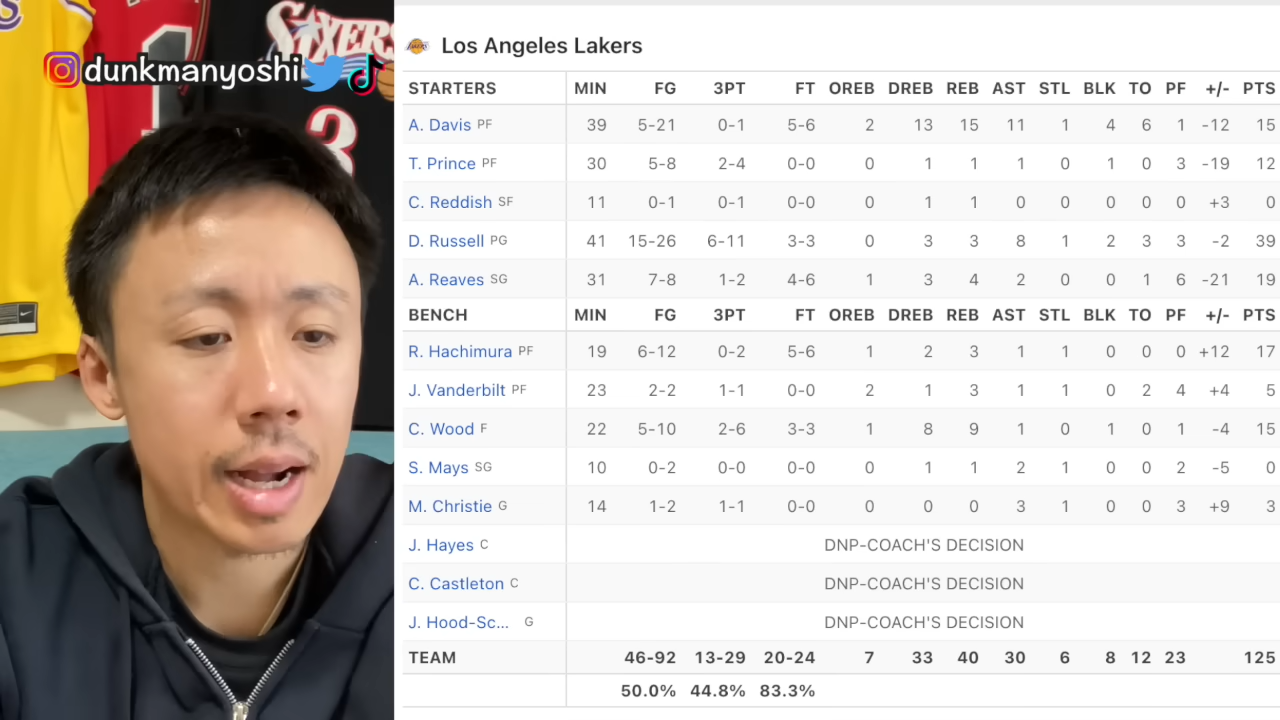 dunkmanyoshi
SIXERS
3
Los Angeles Lakers
STARTERS MIN FG 3PT FT OREB DREB REB AST STL BLK TO PF +/- PTS
A. Davis PF 39 5-21 0-1 5-6 2 13 15 11 1 4 6 1 -12 15
T. Prince PF 30 5-8 2-4 0-0 0 1 1 1 0 1 0 3 -19 12
C. Reddish SF 11 0-1 0-1 0-0 0 1 1 0 0 0 0 0 +3 0
D. Russell PG 41 15-26 6-11 3-3 0 3 3 8 1 2 3 3 -2 39
A. Reaves SG 31 7-8 1-2 4-6 1 3 4 2 0 0 1 6 -21 19
BENCH MIN FG 3PT FT OREB DREB REB AST STL BLK TO PF +/- PTS
R. Hachimura PF 19 6-12 0-2 5-6 1 2 3 1 1 0 0 0 +12 17
J. Vanderbilt PF 23 2-2 1-1 0-0 2 1 3 1 1 0 2 4 +4 5
C. Wood F 22 5-10 2-6 3-3 1 8 9 1 0 1 0 1 -4 15
S. Mays SG 10 0-2 0-0 0-0 0 1 1 2 1 0 0 2 -5 0
M. Christie G 14 1-2 1-1 0-0 0 0 0 3 1 0 0 3 +9 3
J. Hayes C DNP-COACH'S DECISION
C. Castleton C DNP-COACH'S DECISION
J. Hood-Sc... G DNP-COACH'S DECISION
TEAM 46-92 13-29 20-24 7 33 40 30 6 8 12 23 125
50.0% 44.8% 83.3%